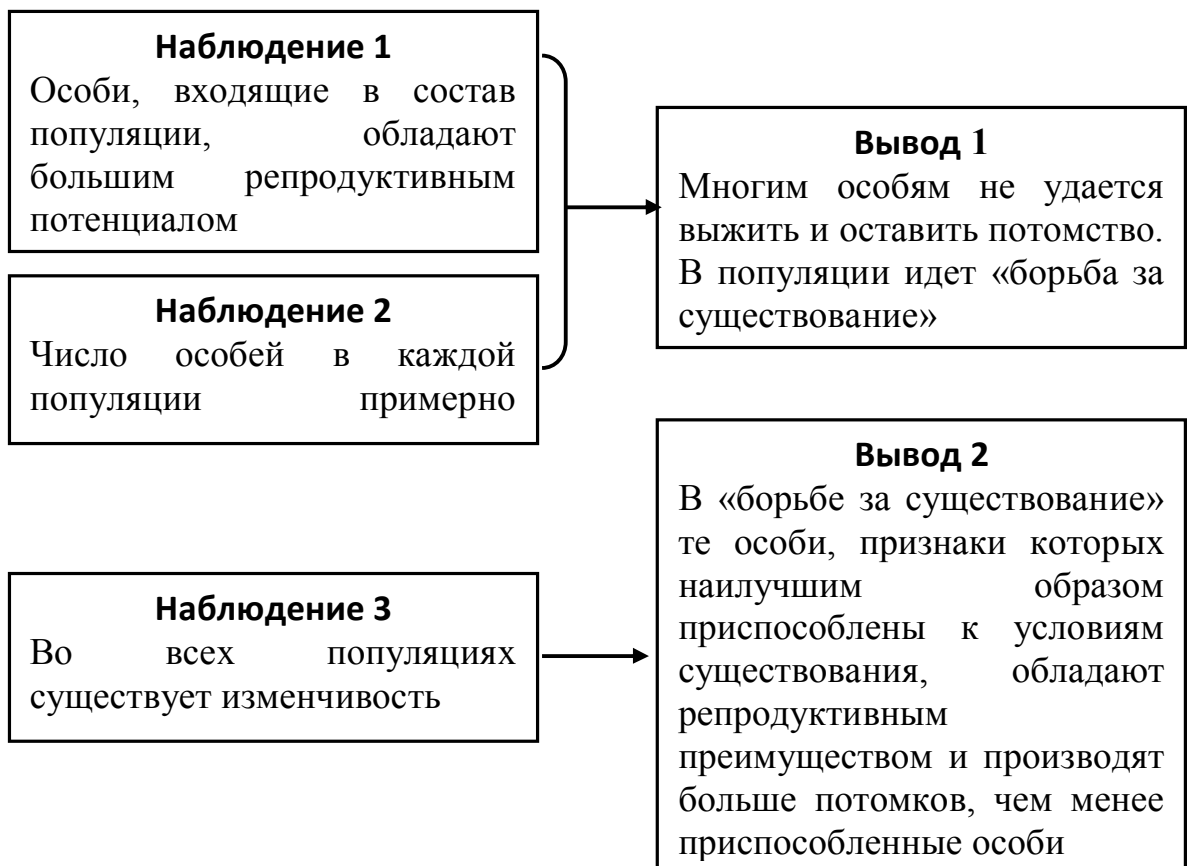 Наблюдение 1
Особи, входящие в состав
популяции, обладают
большим репродуктивным
потенциалом
Наблюдение 2
Число особей в каждой
популяции примерно
Вывод 1
Многим особям не удается
выжить и оставить потомство.
В популяции идет «борьба за
существование»
Наблюдение 3
Во всех популяциях
существует изменчивость
Вывод 2
В «борьбе за существование»
те особи, признаки которых
наилучшим образом
приспособлены к условиям
существования, обладают
репродуктивным
преимуществом и производят
больше потомков, чем менее
приспособленные особи